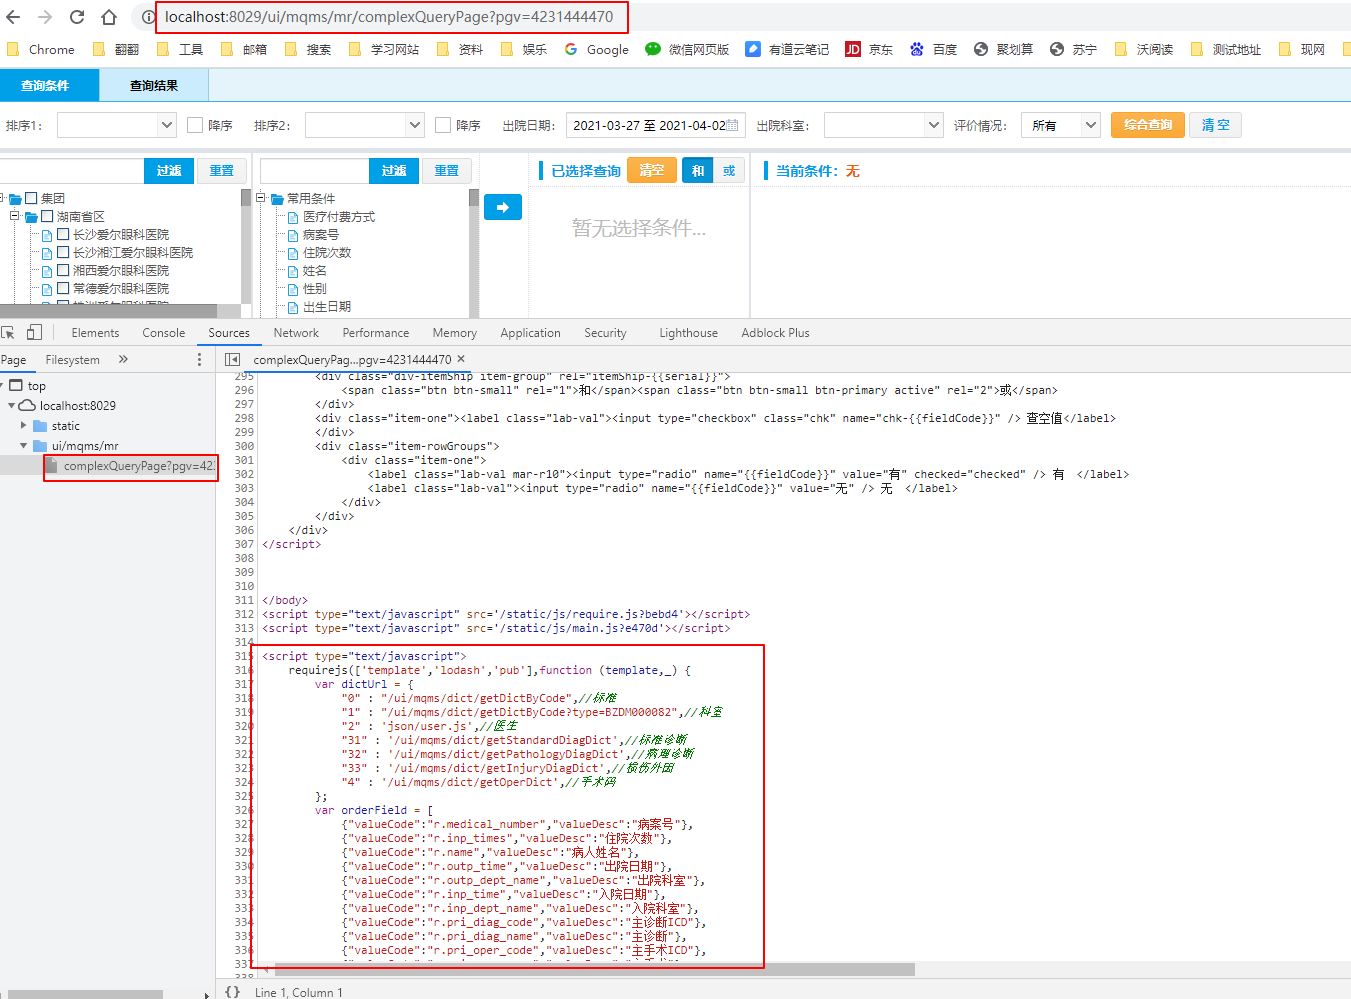 localhost:8029/ui/mqms/mr/complexQueryPage?pgv=4231444470
Chrome 翻翻 工具 邮箱 搜索 学习网站 资料 娱乐 Google 微信网页版 有道云笔记 京东 百度 聚划算 苏宁 沃阅读 测试地址 现网
查询条件 查询结果
排序1: 降序 排序2: 降序 出院日期: 2021-03-27 至 2021-04-02 出院科室: 评价情况: 所有 综合查询 清 空
过滤 重置 过滤 重置 已选择查询 清空 和 或 当前条件: 无
集团 常用条件
湖南省区 医疗付费方式
长沙爱尔眼科医院 病案号
长沙湘江爱尔眼科医院 住院次数
湘西爱尔眼科医院 姓名
常德爱尔眼科医院 性别
出生日期
暂无选择条件...
Elements Console Sources Network Performance Memory Application Security Lighthouse Adblock Plus
Page Filesystem »
complexQueryPag...pgv=4231444470 ×
top
localhost:8029
static
ui/mqms/mr
complexQueryPage?pgv=42
295 <div class="div-itemShip item-group" rel="itemShip-{{serial}}">
296 <span class="btn btn-small" rel="1">和</span><span class="btn btn-small btn-primary active" rel="2">或</span>
297 </div>
298 <div class="item-one"><label class="lab-val"><input type="checkbox" class="chk" name="chk-{{fieldCode}}" /> 查空值</label>
299 </div>
300 <div class="item-rowGroups">
301 <div class="item-one">
302 <label class="lab-val mar-r10"><input type="radio" name="{{fieldCode}}" value="有" checked="checked" /> 有 </label>
303 <label class="lab-val"><input type="radio" name="{{fieldCode}}" value="无" /> 无 </label>
304 </div>
305 </div>
306 </div>
307 </script>
308
309
310
311 </body>
312 <script type="text/javascript" src='/static/js/require.js?bebd4'></script>
313 <script type="text/javascript" src='/static/js/main.js?e470d'></script>
314
315 <script type="text/javascript">
316 requirejs(['template','lodash','pub'],function (template,_) {
317 var dictUrl = {
318 "0" : "/ui/mqms/dict/getDictByCode",//标准
319 "1" : "/ui/mqms/dict/getDictByCode?type=BZDM000082",//科室
320 "2" : 'json/user.js',//医生
321 "31" : '/ui/mqms/dict/getStandardDiagDict',//标准诊断
322 "32" : '/ui/mqms/dict/getPathologyDiagDict',//病理诊断
323 "33" : '/ui/mqms/dict/getInjuryDiagDict',//损伤外因
324 "4" : '/ui/mqms/dict/getOperDict',//手术码
325 };
326 var orderField = [
327 {"valueCode":"r.medical_number","valueDesc":"病案号"},
328 {"valueCode":"r.inp_times","valueDesc":"住院次数"},
329 {"valueCode":"r.name","valueDesc":"病人姓名"},
330 {"valueCode":"r.outp_time","valueDesc":"出院日期"},
331 {"valueCode":"r.outp_dept_name","valueDesc":"出院科室"},
332 {"valueCode":"r.inp_time","valueDesc":"入院日期"},
333 {"valueCode":"r.inp_dept_name","valueDesc":"入院科室"},
334 {"valueCode":"r.pri_diag_code","valueDesc":"主诊断ICD"},
335 {"valueCode":"r.pri_diag_name","valueDesc":"主诊断"},
336 {"valueCode":"r.pri_oper_code","valueDesc":"主手术ICD"},
337
338
{} Line 1, Column 1